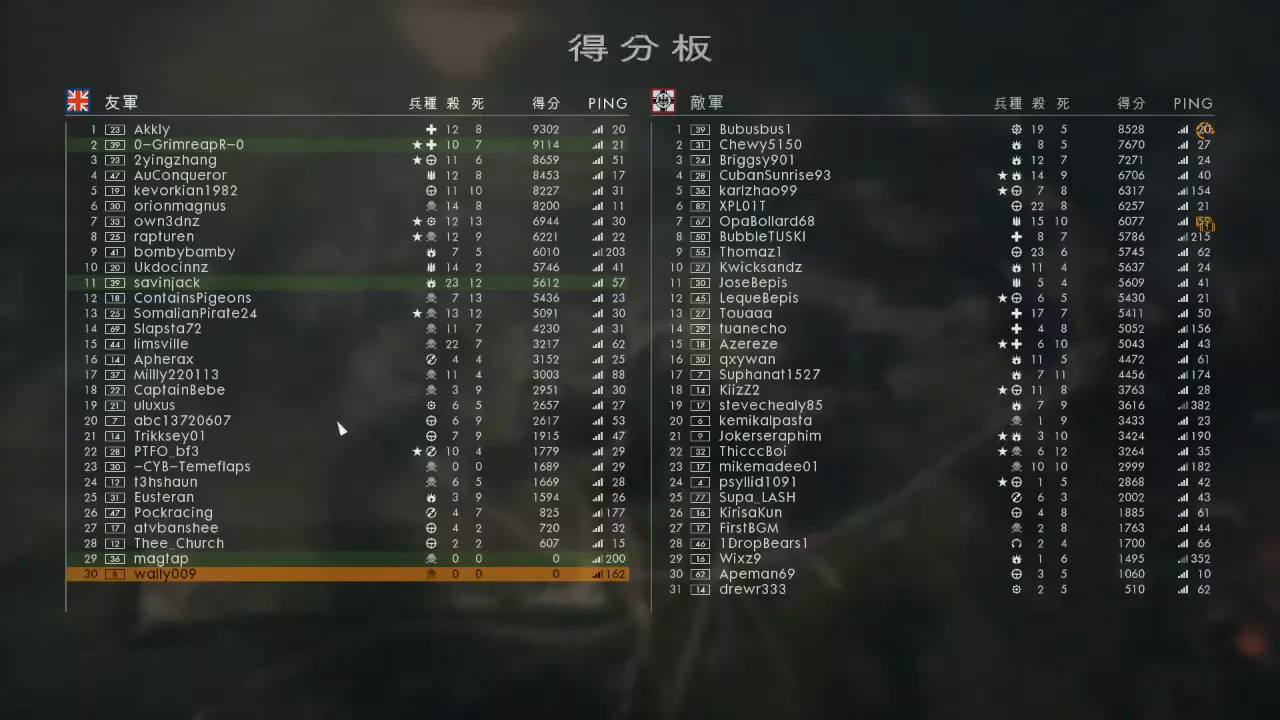 得分板
友軍 兵種 殺 死 得分 PING
1 23 Akkly 12 8 9302 20
2 39 0-GrimreapR-0 10 7 9114 21
3 23 2yingzhang 11 6 8659 51
4 47 AuConqueror 12 8 8453 17
5 19 kevorkian1982 11 10 8227 31
6 30 orionmagnus 14 8 8200 11
7 33 own3dnz 12 13 6944 30
8 25 rapturen 12 9 6221 22
9 41 bombybamby 7 5 6010 203
10 20 Ukdocinnz 14 2 5746 41
11 39 savinjack 23 12 5612 57
12 18 ContainsPigeons 7 13 5436 23
13 25 SomalianPirate24 13 12 5091 30
14 69 Slapsta72 11 7 4230 31
15 44 limsville 22 7 3217 62
16 14 Apherax 4 4 3152 25
17 37 Millly220113 11 4 3003 88
18 22 CaptainBebe 3 9 2951 30
19 21 uluxus 6 5 2657 27
20 7 abc13720607 6 9 2617 53
21 14 Trikksey01 7 9 1915 47
22 28 PTFO_bf3 10 4 1779 29
23 30 -CYB-Temeflaps 0 0 1689 29
24 12 t3hshaun 6 5 1669 28
25 31 Eusteran 3 9 1594 26
26 47 Pockracing 4 7 825 177
27 17 atvbanshee 4 2 720 32
28 12 Thee_Church 2 2 607 15
29 36 magtap 0 0 0 200
30 8 wally009 0 0 0 162
敵軍 兵種 殺 死 得分 PING
1 39 Bubusbus1 19 5 8528 20
2 31 Chewy5150 8 5 7670 27
3 24 Briggsy901 12 7 7271 24
4 28 CubanSunrise93 14 9 6706 40
5 36 karlzhao99 7 8 6317 154
6 82 XPL01T 22 8 6257 21
7 67 OpaBollard68 15 10 6077 59
8 50 BubbleTUSKI 8 7 5786 215
9 55 Thomaz1 23 6 5745 62
10 27 Kwicksandz 11 4 5637 24
11 30 JoseBepis 5 4 5609 41
12 45 LequeBepis 6 5 5430 21
13 27 Touaaa 17 7 5411 50
14 29 tuanecho 4 8 5052 156
15 18 Azereze 6 10 5043 43
16 30 qxywan 11 5 4472 61
17 7 Suphanat1527 7 11 4456 174
18 14 KiizZ2 11 8 3763 28
19 17 stevechealy85 7 9 3616 382
20 6 kemikalpasta 1 9 3433 23
21 9 Jokerseraphim 3 10 3424 190
22 32 ThicccBoi 6 12 3264 35
23 17 mikemadee01 10 10 2999 182
24 4 psyllid1091 1 5 2868 42
25 77 Supa_LASH 6 3 2002 43
26 16 KirisaKun 4 8 1885 61
27 17 FirstBGM 2 8 1763 44
28 46 1DropBears1 2 4 1700 66
29 16 Wixz9 1 6 1495 352
30 62 Apeman69 3 5 1060 10
31 14 drewr333 2 5 510 62